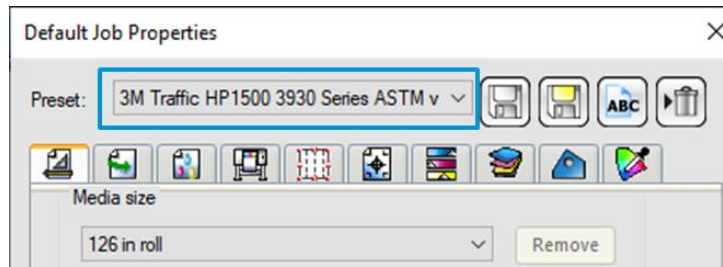 Default Job Properties
Preset: 3M Traffic HP1500 3930 Series ASTM v ABC
Media size
126 in roll Remove